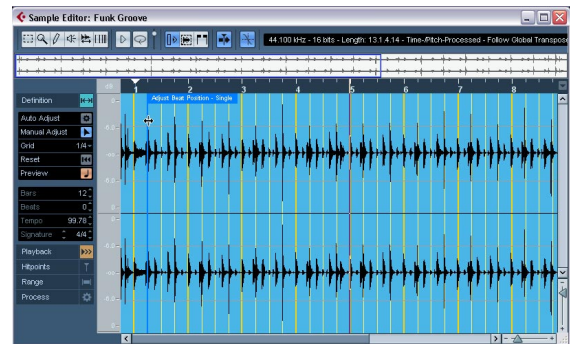 Sample Editor: Funk Groove
44.100 kHz - 16 bits - Length: 13.1.4.14 - Time-/Pitch-Processed - Follow Global Transpose
dB 1 2 3 4 5 6 7 8
Definition
Adjust Beat Position - Single
Auto Adjust
Manual Adjust
Grid 1/4
Reset
Preview
Bars 12
Beats 0
Tempo 99.78
Signature 4/4
Playback
Hitpoints
Range
Process